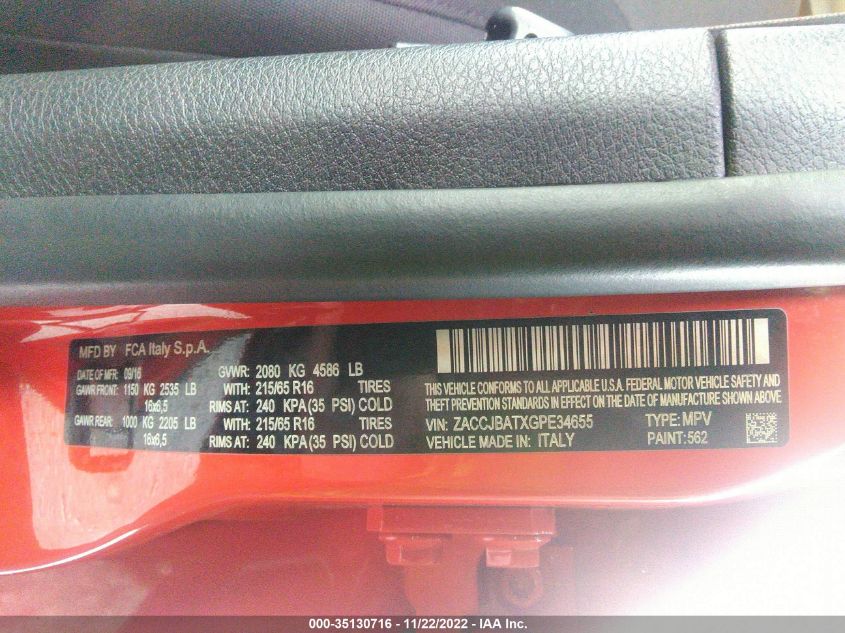 MFD BY FCA Italy S.p.A.
DATE OF MFR: 09/16 GVWR: 2080 KG 4586 LB
GAWR FRONT: 1150 KG 2535 LB WITH: 215/65 R16 TIRES
16x6,5 RIMS AT: 240 KPA(35 PSI) COLD
GAWR REAR: 1000 KG 2205 LB WITH: 215/65 R16 TIRES
16x6,5 RIMS AT: 240 KPA(35 PSI) COLD
THIS VEHICLE CONFORMS TO ALL APPLICABLE U.S.A. FEDERAL MOTOR VEHICLE SAFETY AND
THEFT PREVENTION STANDARDS IN EFFECT ON THE DATE OF MANUFACTURE SHOWN ABOVE
VIN: ZACCJBATXGPE34655 TYPE: MPV
VEHICLE MADE IN: ITALY PAINT:562
000-35130716 - 11/22/2022 - IAA Inc.